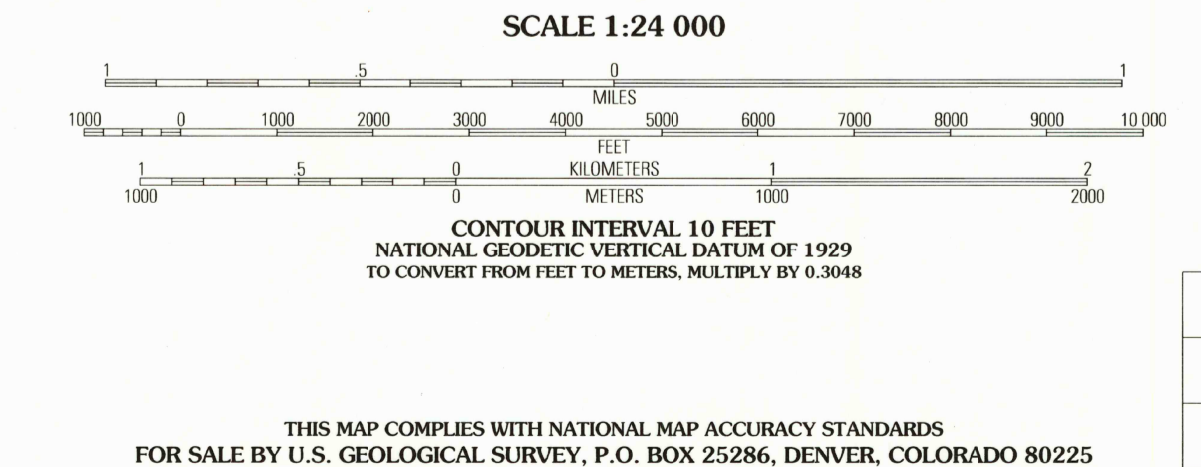 SCALE 1:24 000
1 .5 0 1
MILES
1000 0 1000 2000 3000 4000 5000 6000 7000 8000 9000 10 000
FEET
1 .5 0 KILOMETERS 1 2
1000 0 METERS 1000 2000
CONTOUR INTERVAL 10 FEET
NATIONAL GEODETIC VERTICAL DATUM OF 1929
TO CONVERT FROM FEET TO METERS, MULTIPLY BY 0.3048
THIS MAP COMPLIES WITH NATIONAL MAP ACCURACY STANDARDS
FOR SALE BY U.S. GEOLOGICAL SURVEY, P.O. BOX 25286, DENVER, COLORADO 80225